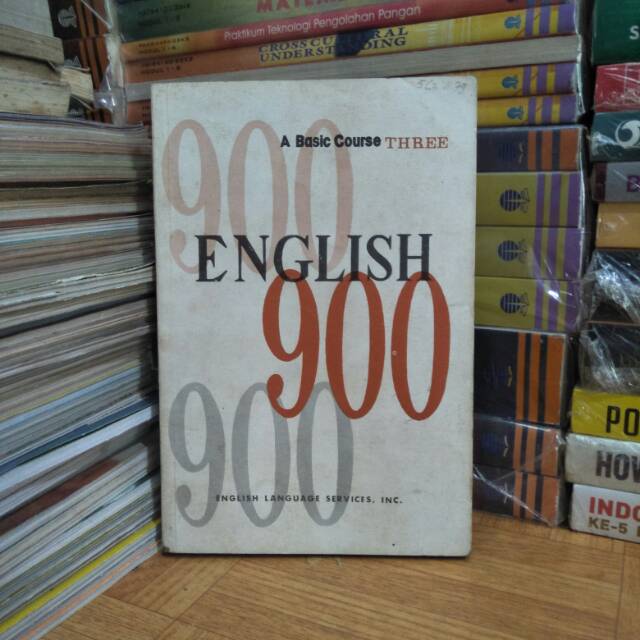 MATEM
Praktikum Teknologi Pengolahan Pangan
CROSS CULTURAL
UNDERSTANDING
A Basic Course THREE
900
ENGLISH
900
900
ENGLISH LANGUAGE SERVICES, INC.
PO
HOW
INDO
KE-5